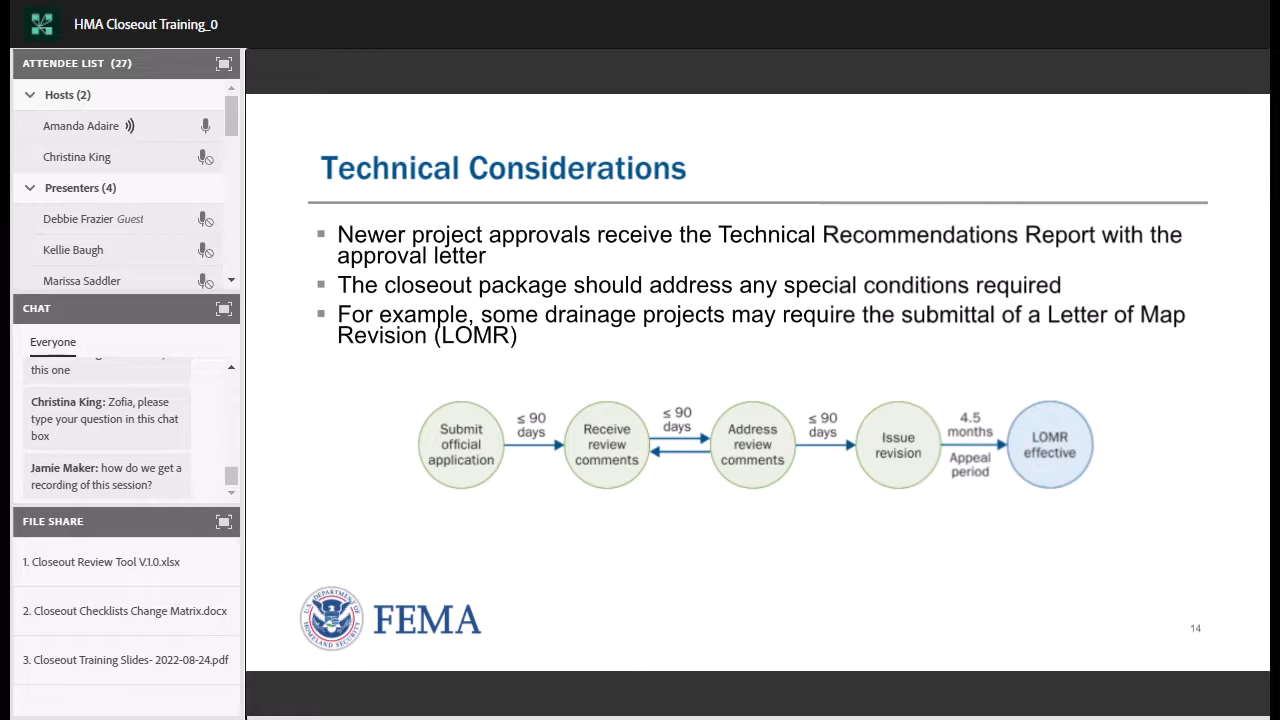 HMA Closeout Training_0
ATTENDEE LIST (27)
Hosts (2)
Amanda Adaire
Christina King
Presenters (4)
Debbie Frazier Guest
Kellie Baugh
Marissa Saddler
CHAT
Everyone
this one
Christina King: Zofia, please
type your question in this chat
box
Jamie Maker: how do we get a
recording of this session?
FILE SHARE
1. Closeout Review Tool V.1.0.xlsx
2. Closeout Checklists Change Matrix.docx
3. Closeout Training Slides- 2022-08-24.pdf
Technical Considerations
Newer project approvals receive the Technical Recommendations Report with the
approval letter
The closeout package should address any special conditions required
For example, some drainage projects may require the submittal of a Letter of Map
Revision (LOMR)
Submit
official
application
≤ 90
days
Receive
review
comments
≤ 90
days
Address
review
comments
≤ 90
days
Issue
revision
4.5
months
Appeal
period
LOMR
effective
U.S. DEPARTMENT OF
HOMELAND SECURITY
FEMA
14